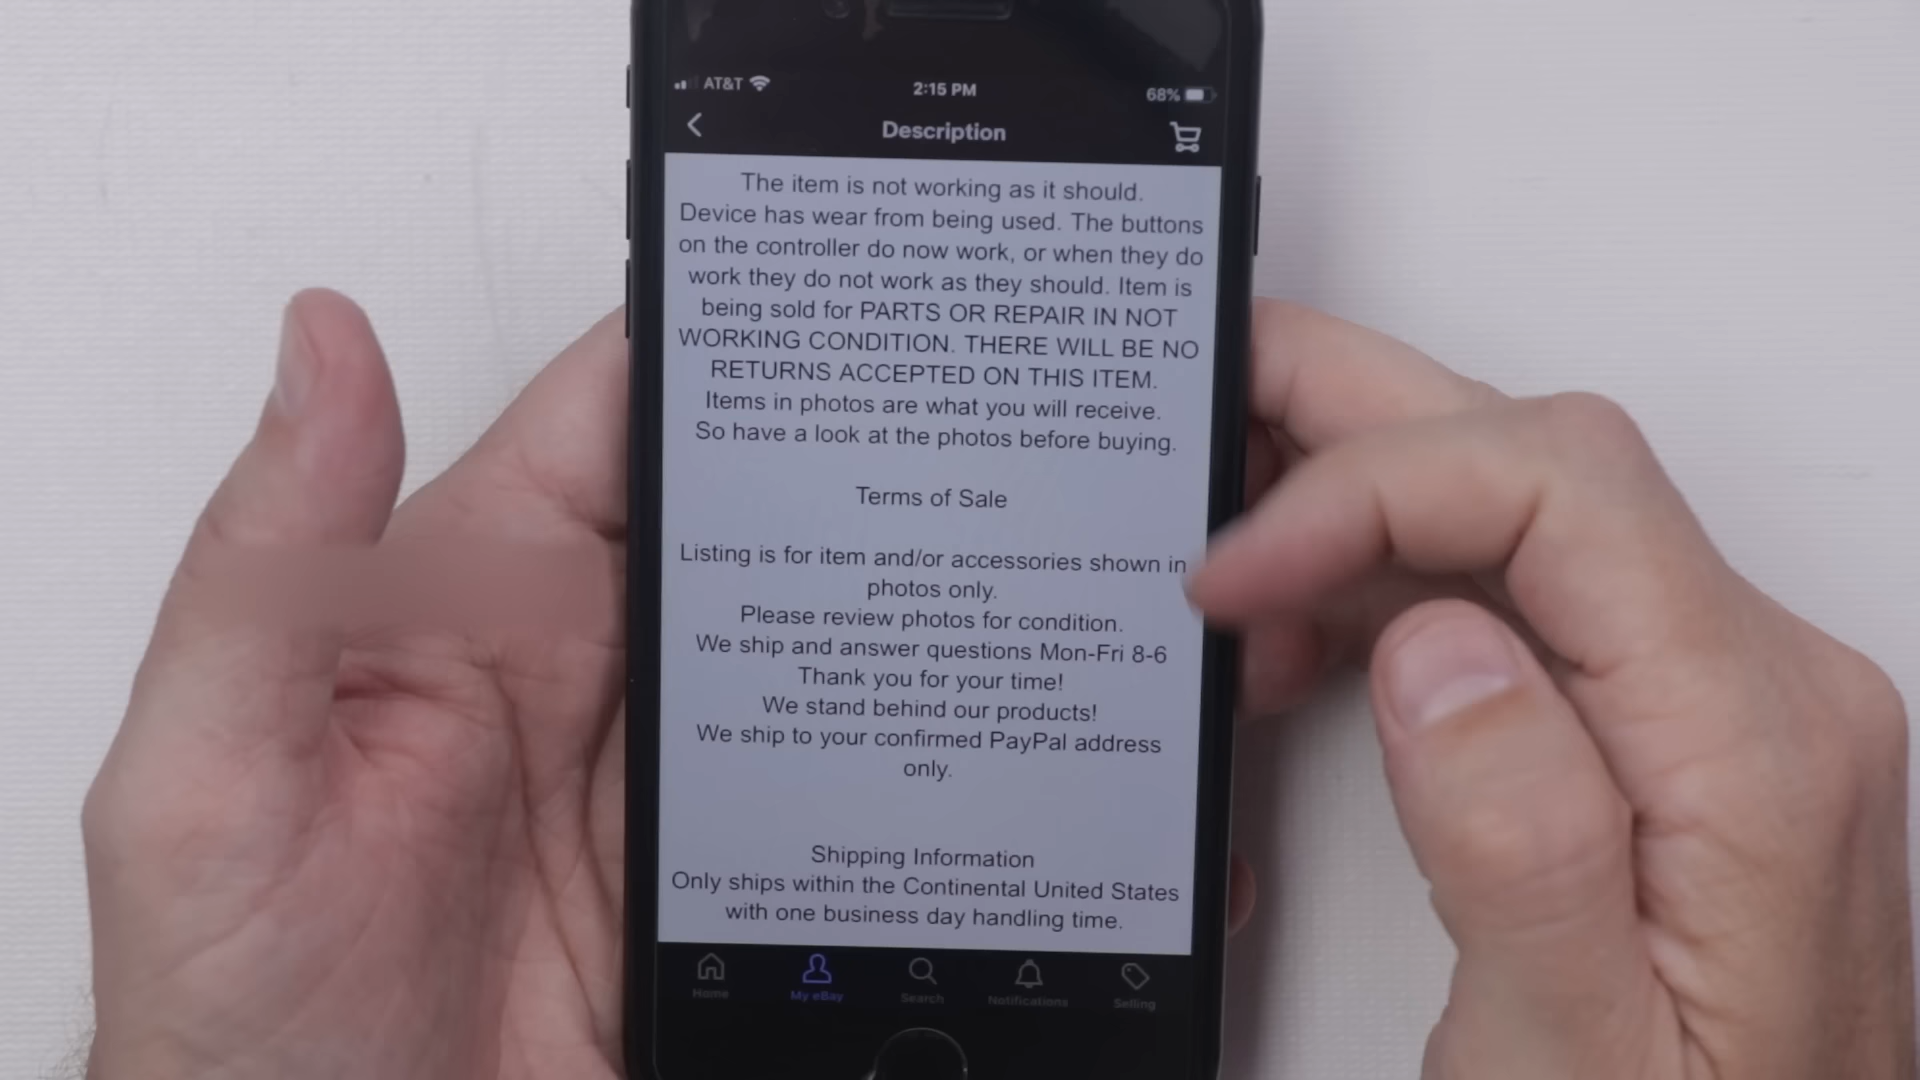 AT&T 2:15 PM 68%
Description
The item is not working as it should.
Device has wear from being used. The buttons
on the controller do now work, or when they do
work they do not work as they should. Item is
being sold for PARTS OR REPAIR IN NOT
WORKING CONDITION. THERE WILL BE NO
RETURNS ACCEPTED ON THIS ITEM.
Items in photos are what you will receive.
So have a look at the photos before buying.
Terms of Sale
Listing is for item and/or accessories shown in
photos only.
Please review photos for condition.
We ship and answer questions Mon-Fri 8-6
Thank you for your time!
We stand behind our products!
We ship to your confirmed PayPal address
only.
Shipping Information
Only ships within the Continental United States
with one business day handling time.
Home My eBay Search Notifications Selling